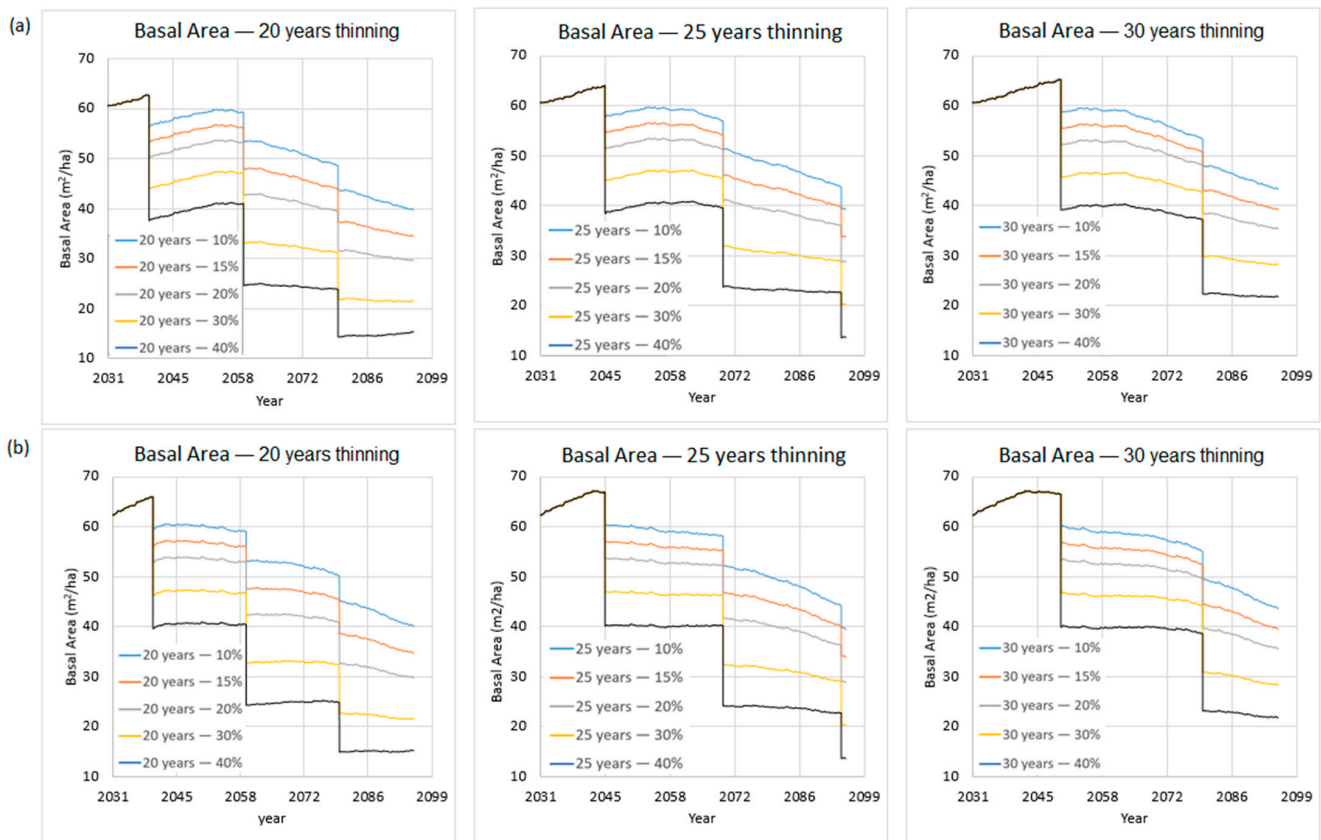 (a)
Basal Area — 20 years thinning
Basal Area (m²/ha)
70
60
50
40
30
20
10
20 years — 10%
20 years — 15%
20 years — 20%
20 years — 30%
20 years — 40%
2031 2045 2058 2072 2086 2099
Year
Basal Area — 25 years thinning
Basal Area (m²/ha)
70
60
50
40
30
20
10
25 years — 10%
25 years — 15%
25 years — 20%
25 years — 30%
25 years — 40%
2031 2045 2058 2072 2086 2099
Year
Basal Area — 30 years thinning
Basal Area (m²/ha)
70
60
50
40
30
20
10
30 years — 10%
30 years — 15%
30 years — 20%
30 years — 30%
30 years — 40%
2031 2045 2058 2072 2086 2099
Year
(b)
Basal Area — 20 years thinning
Basal Area (m²/ha)
70
60
50
40
30
20
10
20 years — 10%
20 years — 15%
20 years — 20%
20 years — 30%
20 years — 40%
2031 2045 2058 2072 2086 2099
year
Basal Area — 25 years thinning
Basal Area (m2/ha)
70
60
50
40
30
20
10
25 years — 10%
25 years — 15%
25 years — 20%
25 years — 30%
25 years — 40%
2031 2045 2058 2072 2086 2099
Year
Basal Area — 30 years thinning
Basal Area (m2/ha)
70
60
50
40
30
20
10
30 years — 10%
30 years — 15%
30 years — 20%
30 years — 30%
30 years — 40%
2031 2045 2058 2072 2086 2099
Year